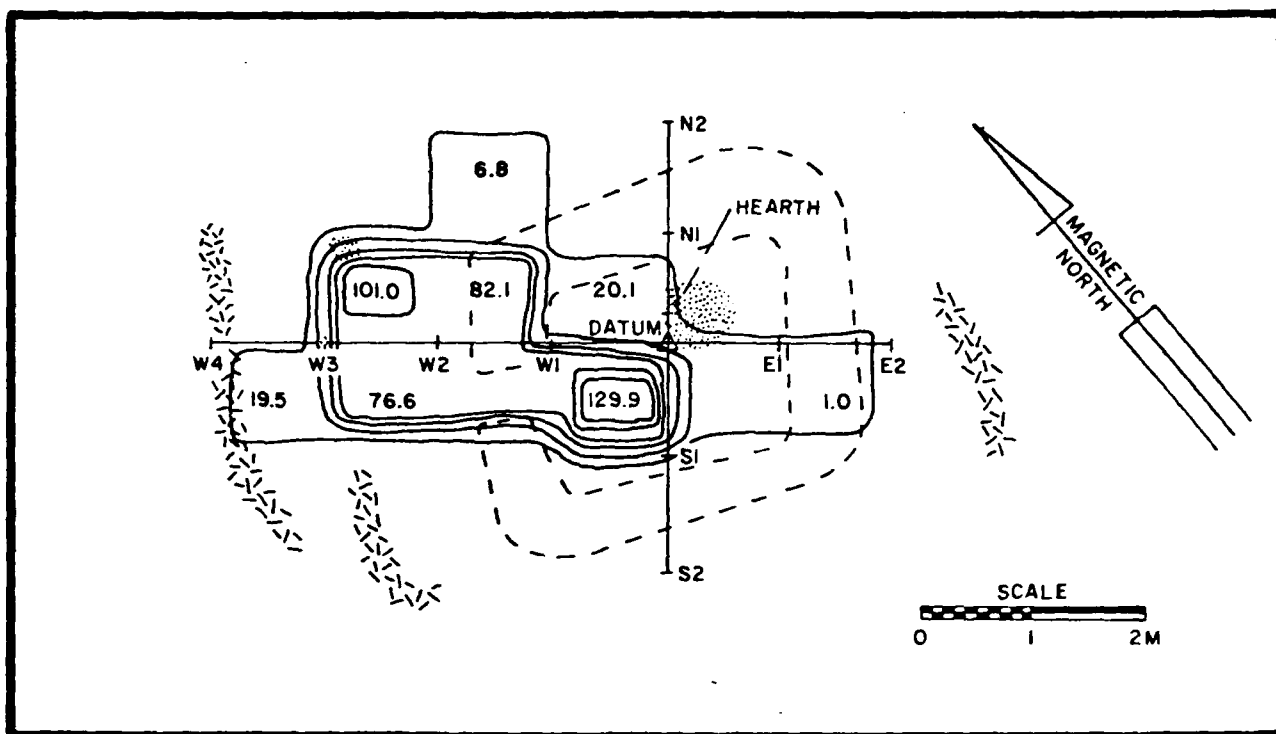 N2
6.8
HEARTH
N1
MAGNETIC
NORTH
101.0
82.1
20.1
DATUM
W4
W3
W2
W1
E1
E2
19.5
76.6
129.9
1.0
S1
S2
SCALE
0 1 2M